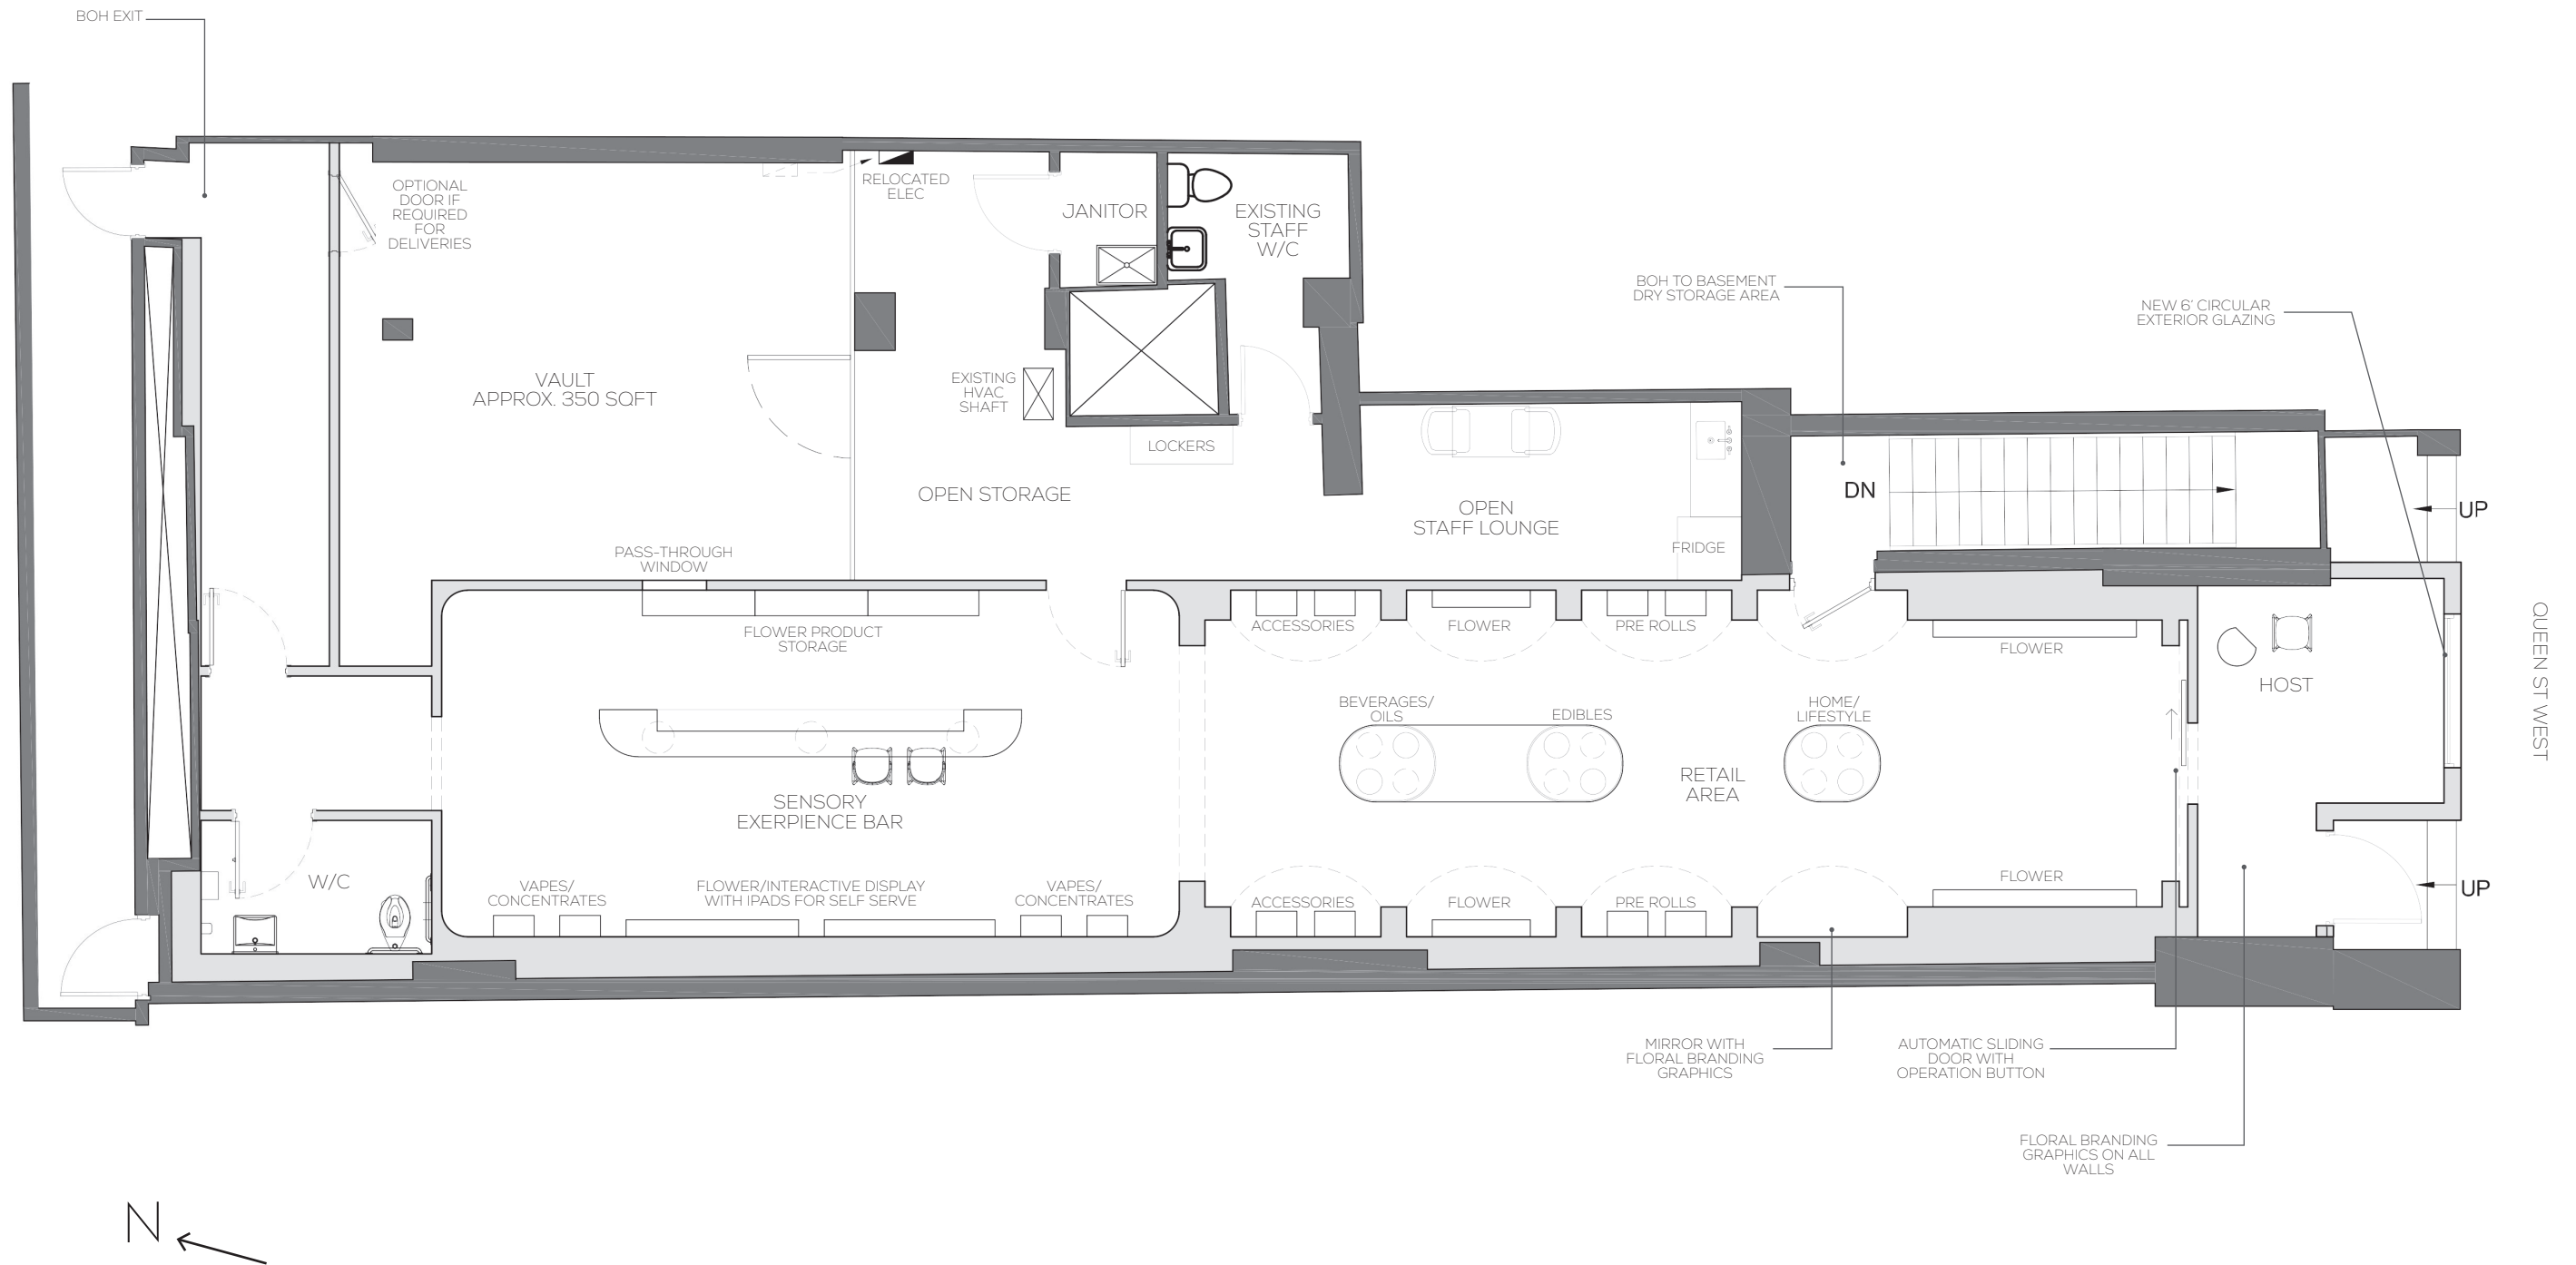 BOH EXIT
OPTIONAL
DOOR IF
REQUIRED
FOR
DELIVERIES
RELOCATED
ELEC
JANITOR
EXISTING
STAFF
W/C
BOH TO BASEMENT
DRY STORAGE AREA
NEW 6' CIRCULAR
EXTERIOR GLAZING
VAULT
APPROX. 350 SQFT
EXISTING
HVAC
SHAFT
LOCKERS
OPEN STORAGE
OPEN
STAFF LOUNGE
FRIDGE
DN
UP
PASS-THROUGH
WINDOW
FLOWER PRODUCT
STORAGE
ACCESSORIES
FLOWER
PRE ROLLS
FLOWER
HOST
QUEEN ST WEST
BEVERAGES/
OILS
EDIBLES
HOME/
LIFESTYLE
RETAIL
AREA
SENSORY
EXERPIENCE BAR
W/C
VAPES/
CONCENTRATES
FLOWER/INTERACTIVE DISPLAY
WITH IPADS FOR SELF SERVE
VAPES/
CONCENTRATES
ACCESSORIES
FLOWER
PRE ROLLS
FLOWER
UP
MIRROR WITH
FLORAL BRANDING
GRAPHICS
AUTOMATIC SLIDING
DOOR WITH
OPERATION BUTTON
FLORAL BRANDING
GRAPHICS ON ALL
WALLS
N